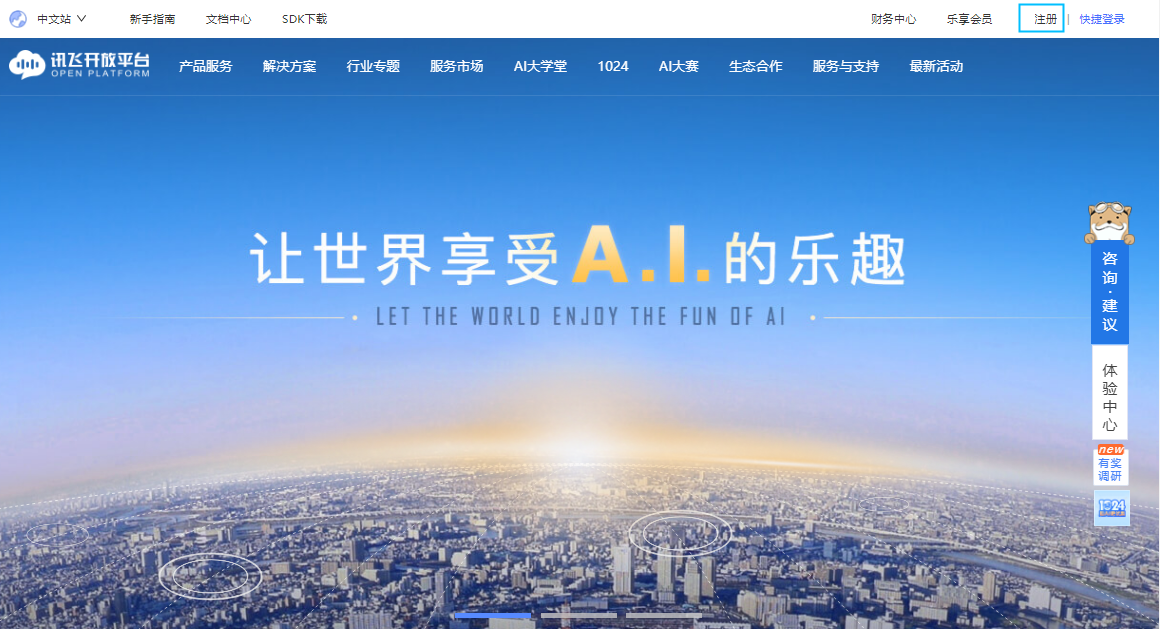 中文站 新手指南 文档中心 SDK下载 财务中心 乐享会员 注册 | 快捷登录
讯飞开放平台
OPEN PLATFORM
产品服务 解决方案 行业专题 服务市场 AI大学堂 1024 AI大赛 生态合作 服务与支持 最新活动
让世界享受A.I.的乐趣
LET THE WORLD ENJOY THE FUN OF AI
咨询·建议
体验中心
new
有奖
调研
1024